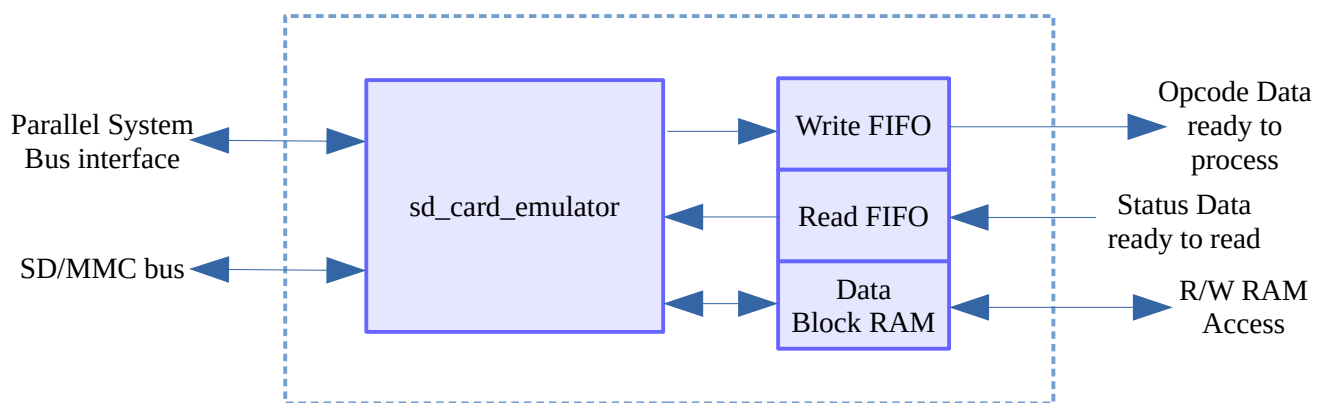 Parallel System
Bus interface
SD/MMC bus
sd_card_emulator
Write FIFO
Read FIFO
Data
Block RAM
Opcode Data
ready to
process
Status Data
ready to read
R/W RAM
Access